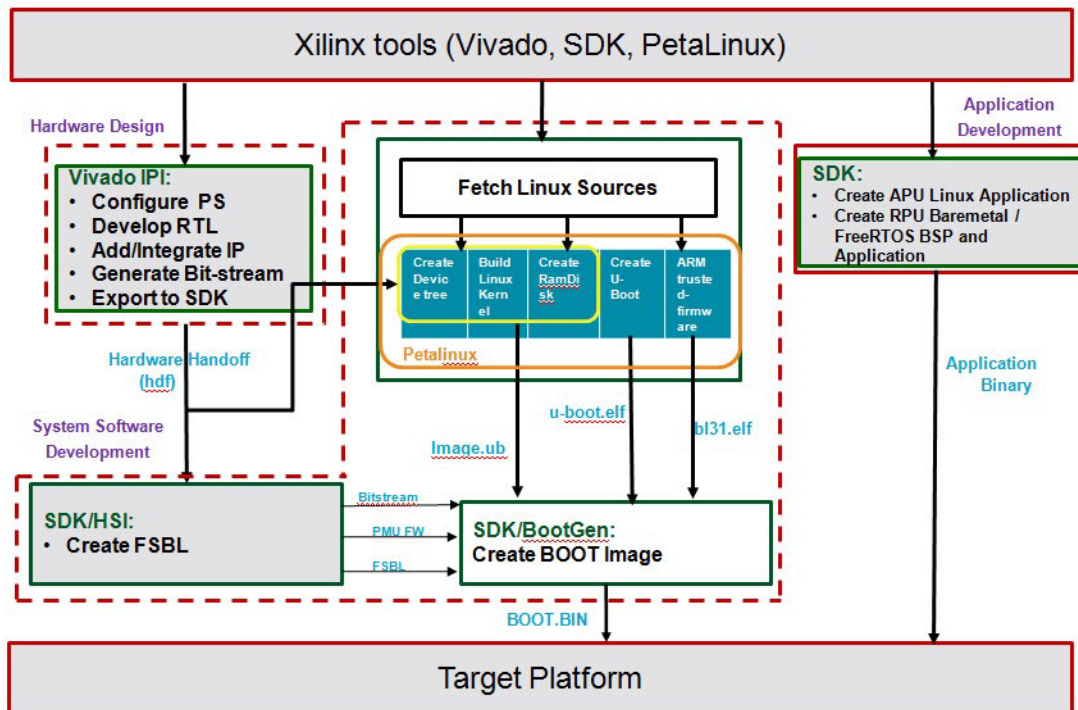 Xilinx tools (Vivado, SDK, PetaLinux)
Hardware Design
Application
Development
Vivado IPI:
• Configure PS
• Develop RTL
• Add/Integrate IP
• Generate Bit-stream
• Export to SDK
Fetch Linux Sources
Create
Devic
e tree
Build
Linux
Ker
nel
Create
RamDi
sk
Create
U-
Boot
ARM
truste
d-
firmw
are
Petalinux
SDK:
• Create APU Linux Application
• Create RPU Baremetal /
FreeRTOS BSP and
Application
Hardware Handoff
(hdf)
System Software
Development
Image.ub
u-boot.elf
bl31.elf
Application
Binary
SDK/HSI:
• Create FSBL
Bitstream
PMU FW
FSBL
SDK/BootGen:
Create BOOT Image
BOOT.BIN
Target Platform